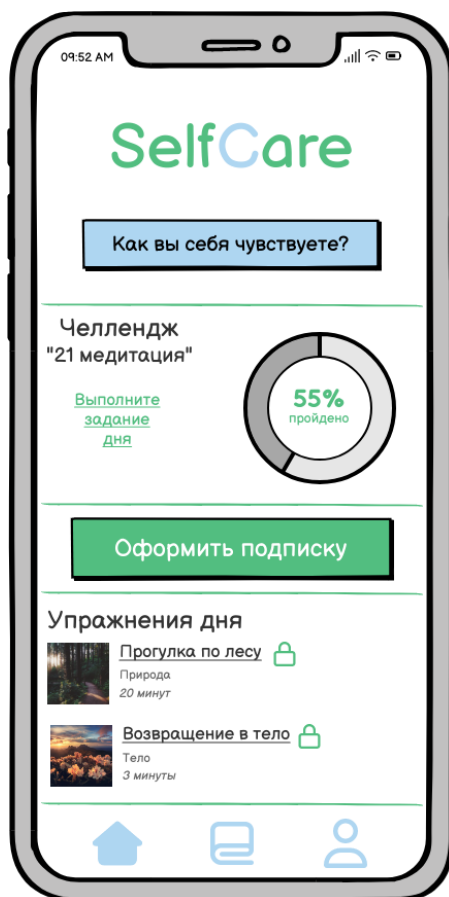 09:52 AM
SelfCare
Как вы себя чувствуете?
Челлендж
"21 медитация"
Выполните
задание
дня
55%
пройдено
Оформить подписку
Упражнения дня
Прогулка по лесу
Природа
20 минут
Возвращение в тело
Тело
3 минуты